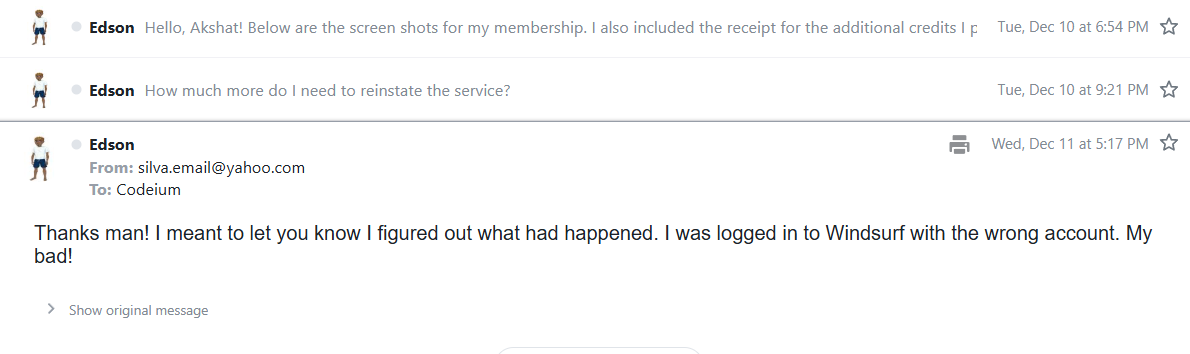 Edson Hello, Akshat! Below are the screen shots for my membership. I also included the receipt for the additional credits I p Tue, Dec 10 at 6:54 PM
Edson How much more do I need to reinstate the service? Tue, Dec 10 at 9:21 PM
Edson Wed, Dec 11 at 5:17 PM
From: silva.email@yahoo.com
To: Codeium
Thanks man! I meant to let you know I figured out what had happened. I was logged in to Windsurf with the wrong account. My
bad!
Show original message